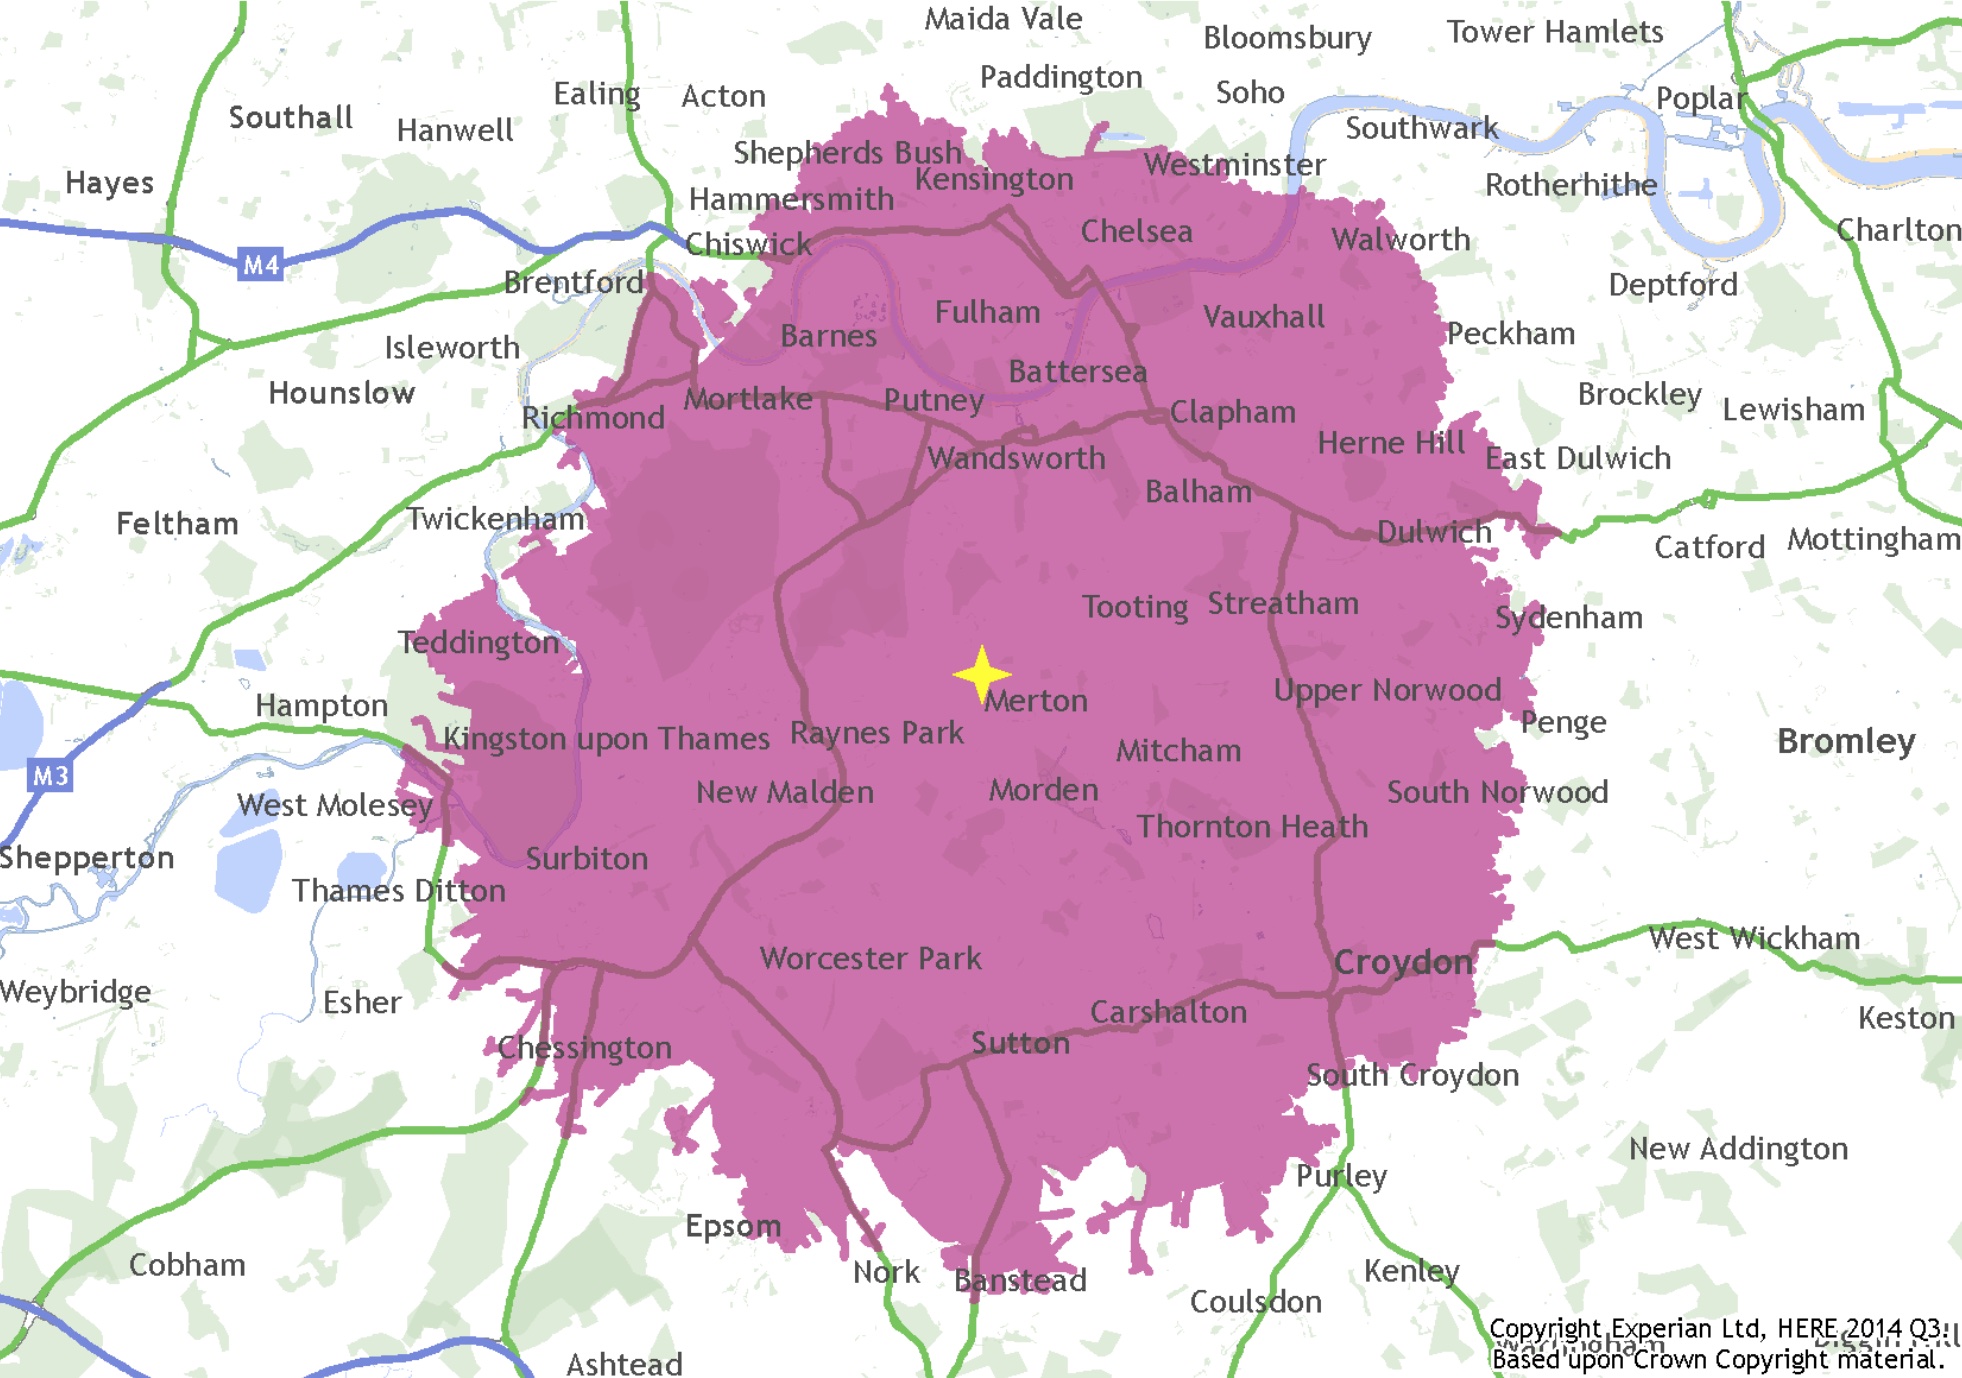 Maida Vale
Bloomsbury
Tower Hamlets
Paddington
Soho
Ealing
Acton
Poplar
Southall
Hanwell
Southwark
Shepherds Bush
Westminster
Hayes
Kensington
Rotherhithe
Hammersmith
Chelsea
Walworth
Charlton
Chiswick
M4
Brentford
Deptford
Fulham
Vauxhall
Barnes
Peckham
Isleworth
Battersea
Hounslow
Mortlake
Putney
Brockley
Lewisham
Richmond
Clapham
Herne Hill
Wandsworth
East Dulwich
Balham
Feltham
Twickenham
Dulwich
Catford
Mottingham
Tooting
Streatham
Sydenham
Teddington
Upper Norwood
Hampton
Merton
Penge
Kingston upon Thames
Raynes Park
Bromley
Mitcham
M3
New Malden
Morden
South Norwood
West Molesey
Thornton Heath
Shepperton
Surbiton
Thames Ditton
West Wickham
Worcester Park
Croydon
Weybridge
Esher
Carshalton
Keston
Chessington
Sutton
South Croydon
New Addington
Purley
Epsom
Cobham
Nork
Banstead
Kenley
Coulsdon
Ashtead
Copyright Experian Ltd, HERE 2014 Q3.
Based upon Crown Copyright material.